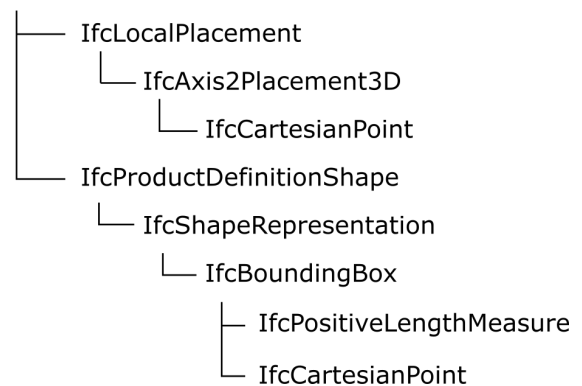 IfcLocalPlacement
IfcAxis2Placement3D
IfcCartesianPoint
IfcProductDefinitionShape
IfcShapeRepresentation
IfcBoundingBox
IfcPositiveLengthMeasure
IfcCartesianPoint